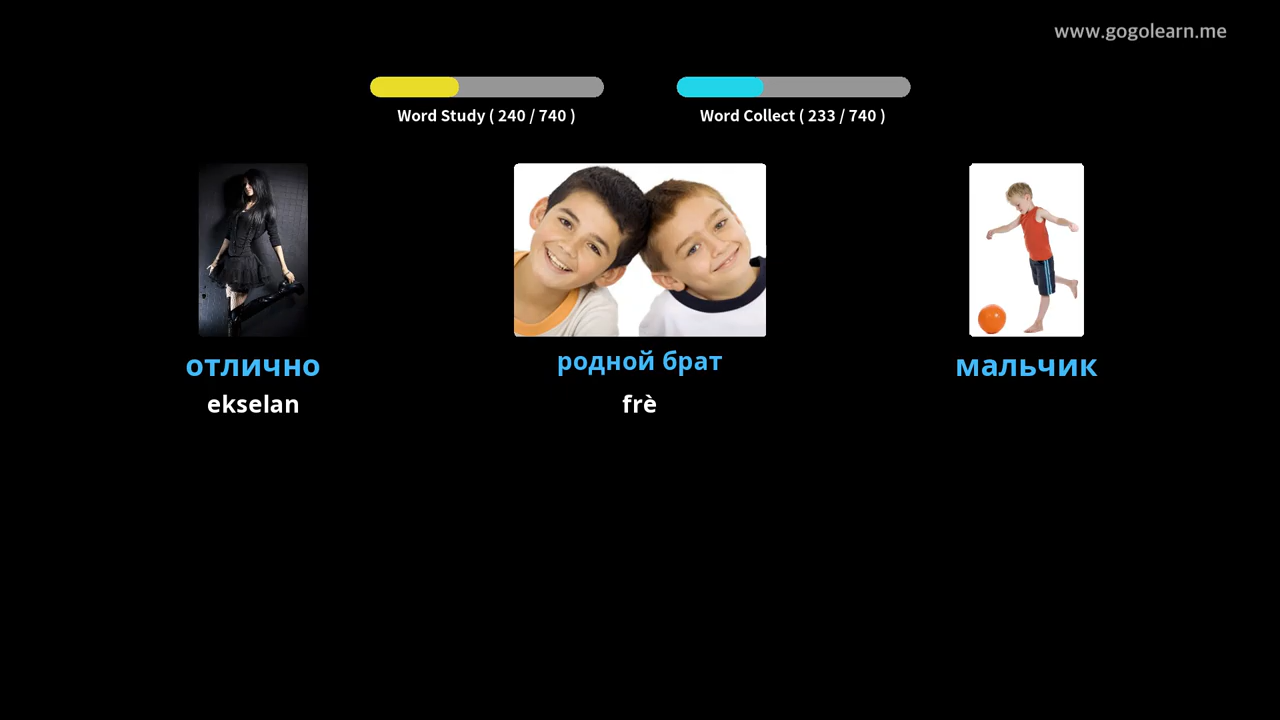 www.gogolearn.me
Word Study ( 240 / 740 )
Word Collect ( 233 / 740 )
отлично
родной брат
мальчик
ekselan
frè